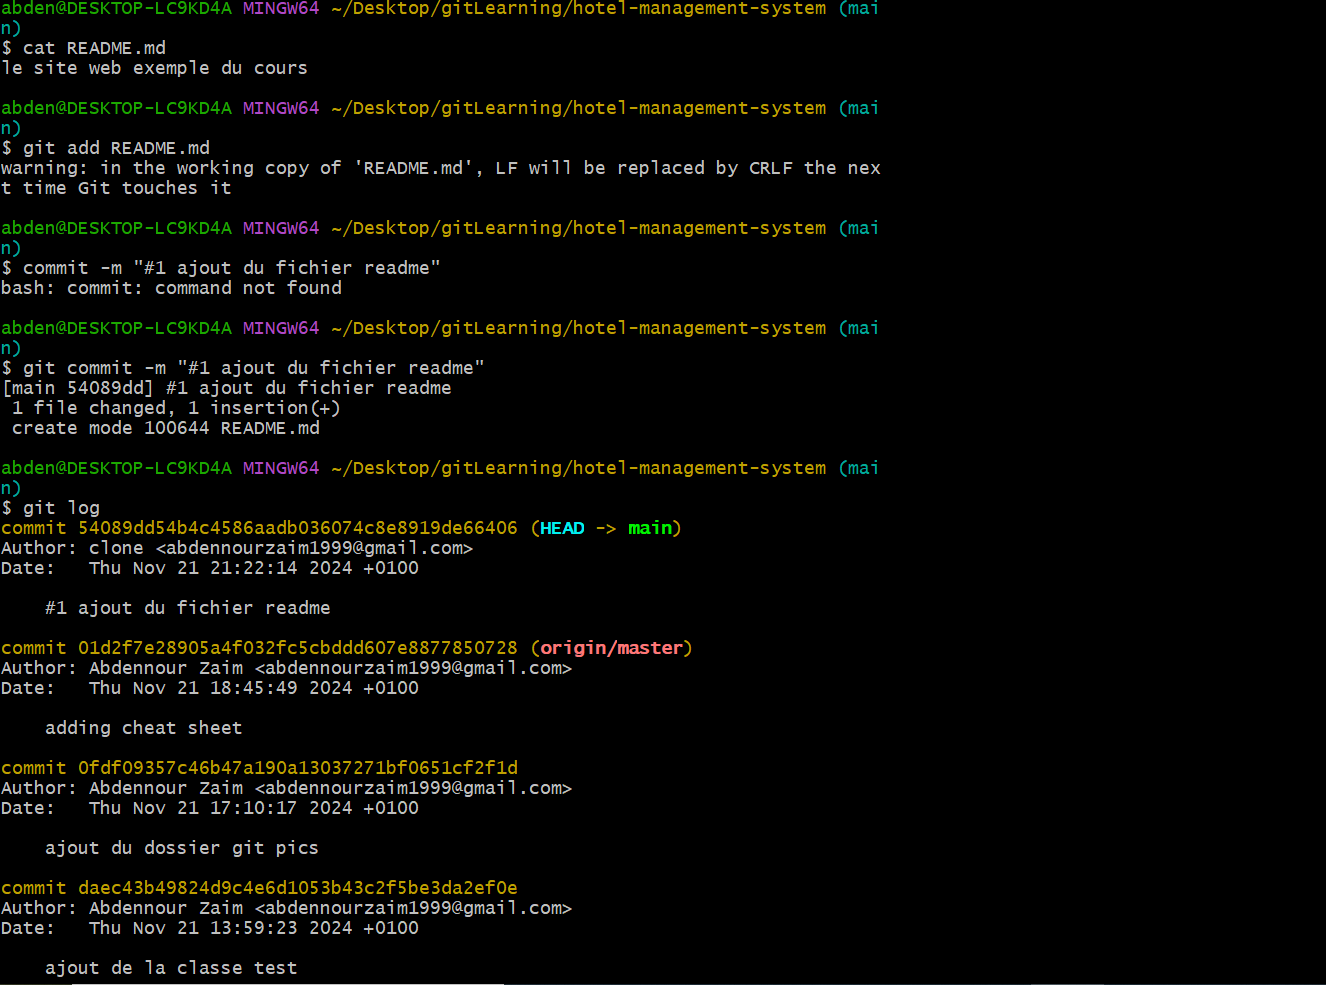 abden@DESKTOP-LC9KD4A MINGW64 ~/Desktop/gitLearning/hotel-management-system (mai
n)
$ cat README.md
le site web exemple du cours
abden@DESKTOP-LC9KD4A MINGW64 ~/Desktop/gitLearning/hotel-management-system (mai
n)
$ git add README.md
warning: in the working copy of 'README.md', LF will be replaced by CRLF the nex
t time Git touches it
abden@DESKTOP-LC9KD4A MINGW64 ~/Desktop/gitLearning/hotel-management-system (mai
n)
$ commit -m "#1 ajout du fichier readme"
bash: commit: command not found
abden@DESKTOP-LC9KD4A MINGW64 ~/Desktop/gitLearning/hotel-management-system (mai
n)
$ git commit -m "#1 ajout du fichier readme"
[main 54089dd] #1 ajout du fichier readme
 1 file changed, 1 insertion(+)
 create mode 100644 README.md
abden@DESKTOP-LC9KD4A MINGW64 ~/Desktop/gitLearning/hotel-management-system (mai
n)
$ git log
commit 54089dd54b4c4586aadb036074c8e8919de66406 (HEAD -> main)
Author: clone <abdennourzaim1999@gmail.com>
Date:   Thu Nov 21 21:22:14 2024 +0100
    #1 ajout du fichier readme
commit 01d2f7e28905a4f032fc5cbddd607e8877850728 (origin/master)
Author: Abdennour Zaim <abdennourzaim1999@gmail.com>
Date:   Thu Nov 21 18:45:49 2024 +0100
    adding cheat sheet
commit 0fdf09357c46b47a190a13037271bf0651cf2f1d
Author: Abdennour Zaim <abdennourzaim1999@gmail.com>
Date:   Thu Nov 21 17:10:17 2024 +0100
    ajout du dossier git pics
commit daec43b49824d9c4e6d1053b43c2f5be3da2ef0e
Author: Abdennour Zaim <abdennourzaim1999@gmail.com>
Date:   Thu Nov 21 13:59:23 2024 +0100
    ajout de la classe test